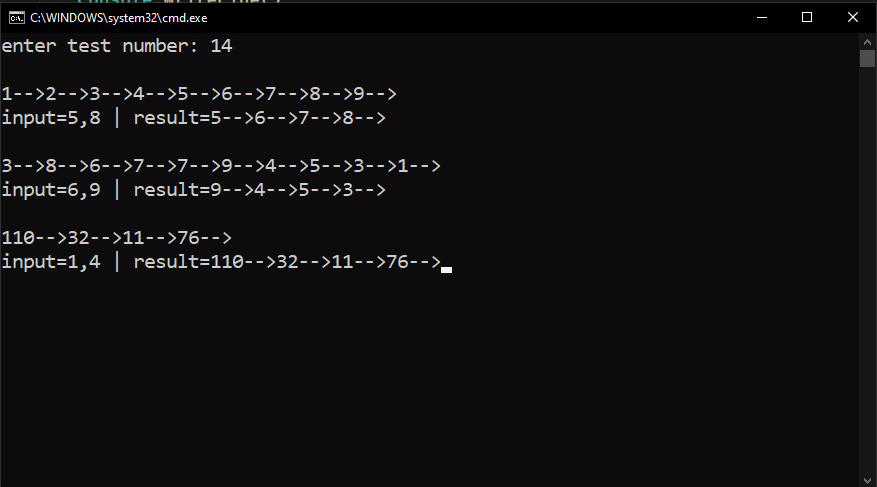 C:\WINDOWS\system32\cmd.exe
enter test number: 14
1-->2-->3-->4-->5-->6-->7-->8-->9-->
input=5,8 | result=5-->6-->7-->8-->
3-->8-->6-->7-->7-->9-->4-->5-->3-->1-->
input=6,9 | result=9-->4-->5-->3-->
110-->32-->11-->76-->
input=1,4 | result=110-->32-->11-->76-->